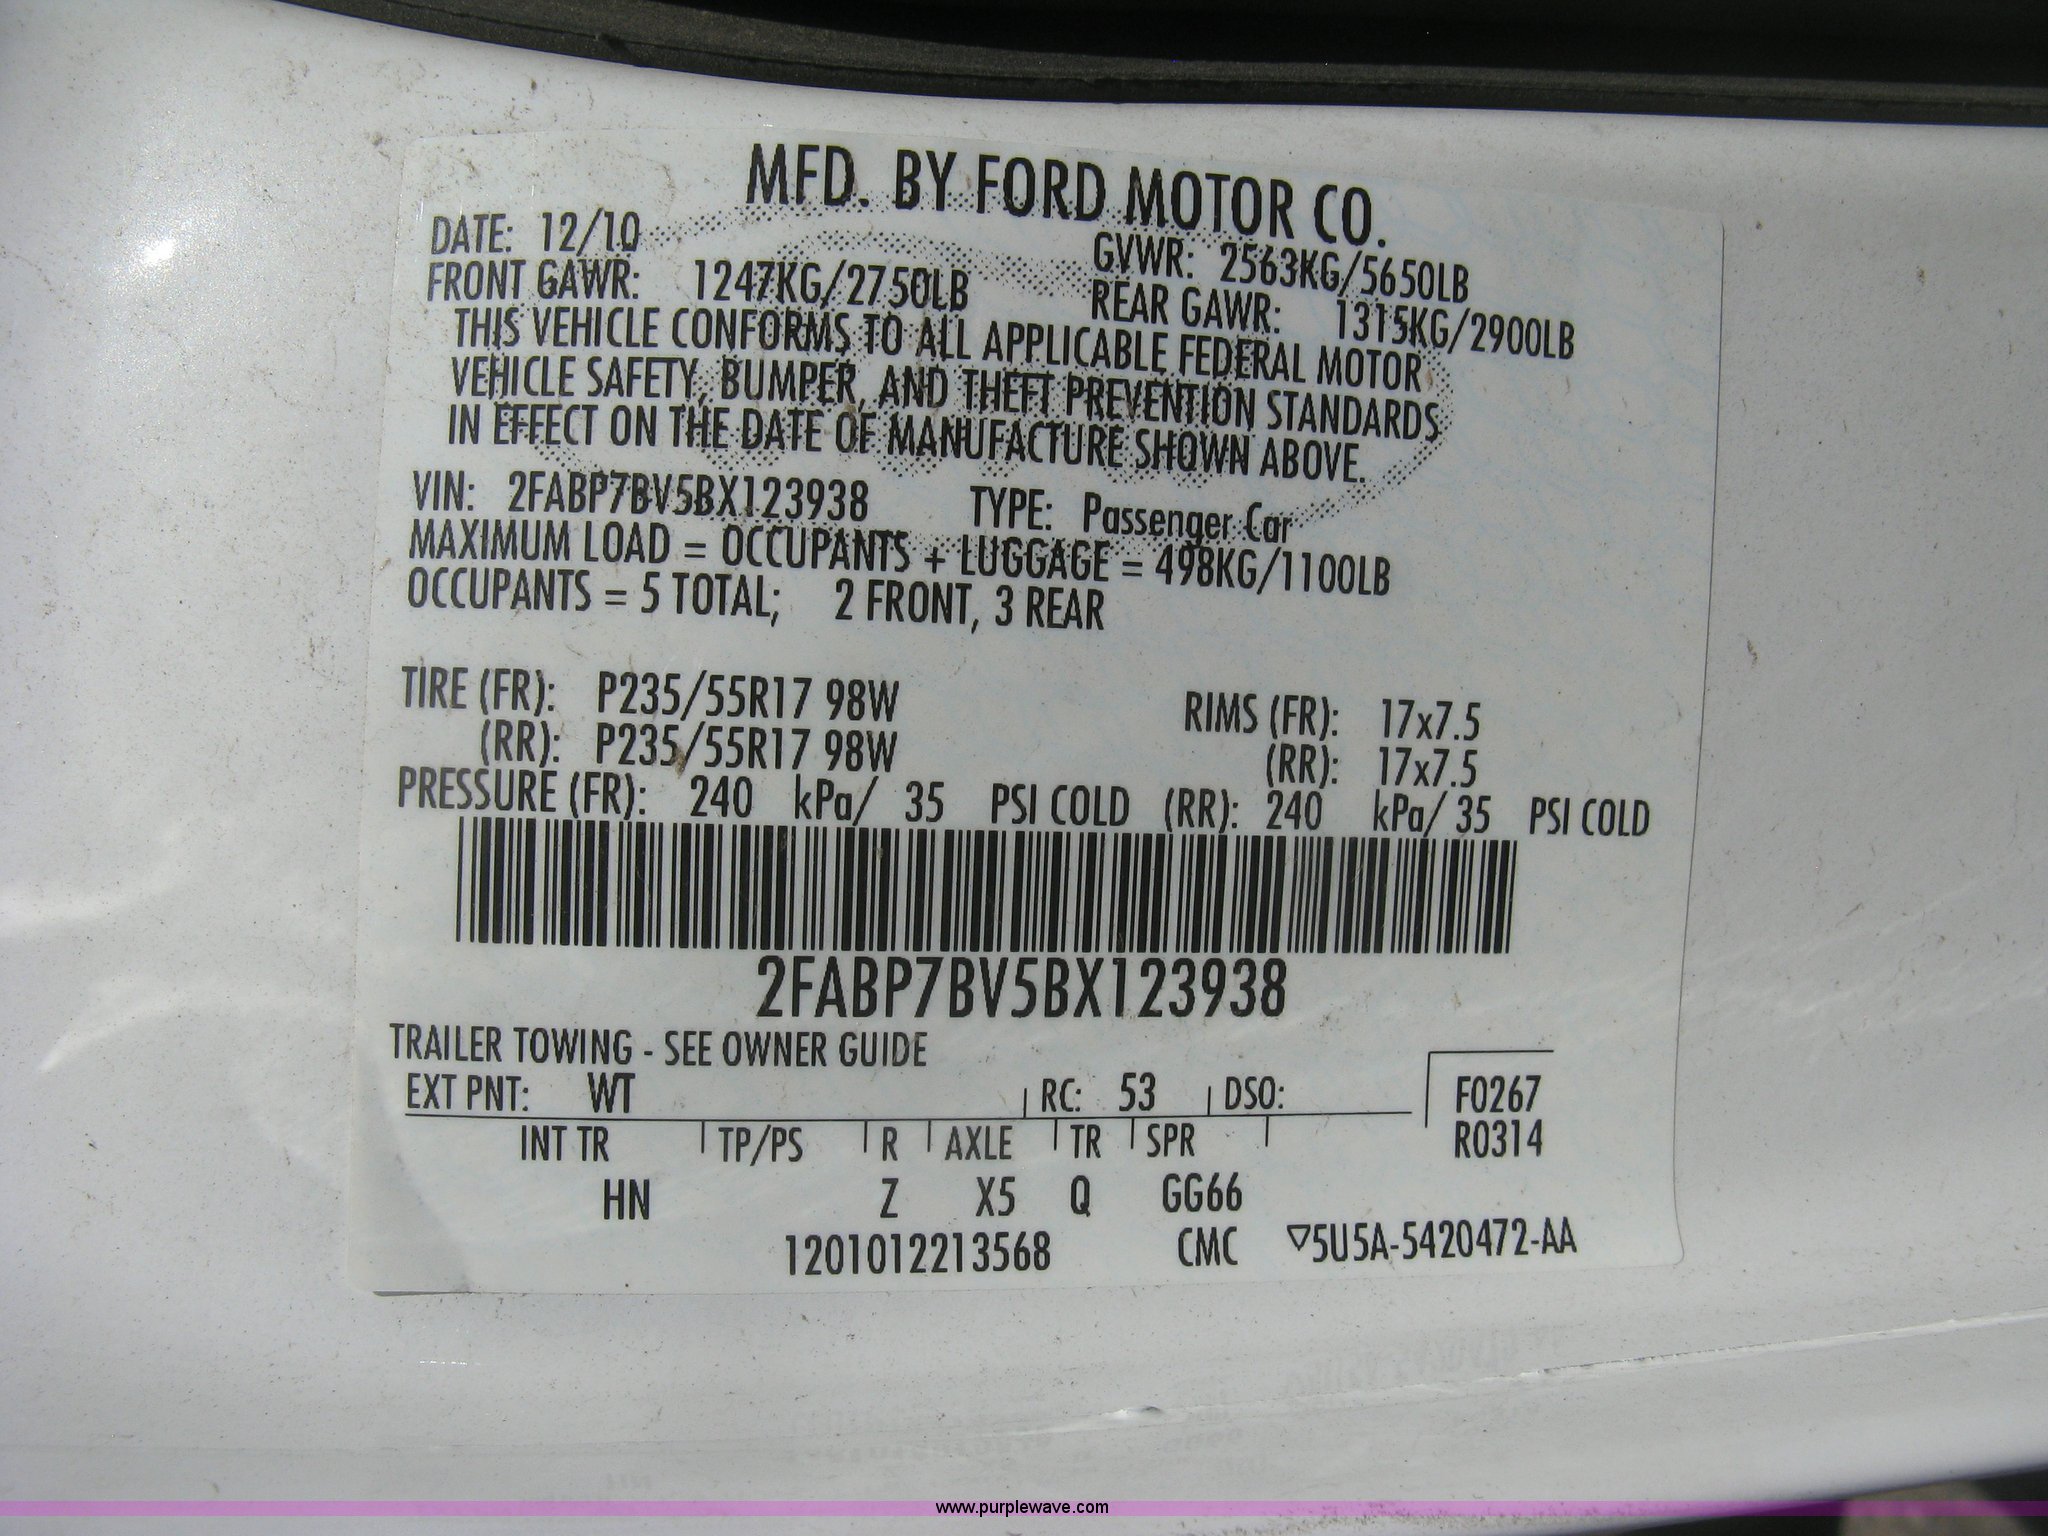 MFD. BY FORD MOTOR CO.
DATE: 12/10 GVWR: 2563KG/5650LB
FRONT GAWR: 1247KG/2750LB REAR GAWR: 1315KG/2900LB
THIS VEHICLE CONFORMS TO ALL APPLICABLE FEDERAL MOTOR
VEHICLE SAFETY, BUMPER, AND THEFT PREVENTION STANDARDS
IN EFFECT ON THE DATE OF MANUFACTURE SHOWN ABOVE.
VIN: 2FABP7BV5BX123938 TYPE: Passenger Car
MAXIMUM LOAD = OCCUPANTS + LUGGAGE = 498KG/1100LB
OCCUPANTS = 5 TOTAL; 2 FRONT, 3 REAR
TIRE (FR): P235/55R17 98W RIMS (FR): 17x7.5
(RR): P235/55R17 98W (RR): 17x7.5
PRESSURE (FR): 240 kPa/ 35 PSI COLD (RR): 240 kPa/ 35 PSI COLD
2FABP7BV5BX123938
TRAILER TOWING - SEE OWNER GUIDE
EXT PNT: WT RC: 53 DSO: F0267
INT TR TP/PS R AXLE TR SPR R0314
HN Z X5 Q GG66
1201012213568 CMC ▽5U5A-5420472-AA
www.purplewave.com